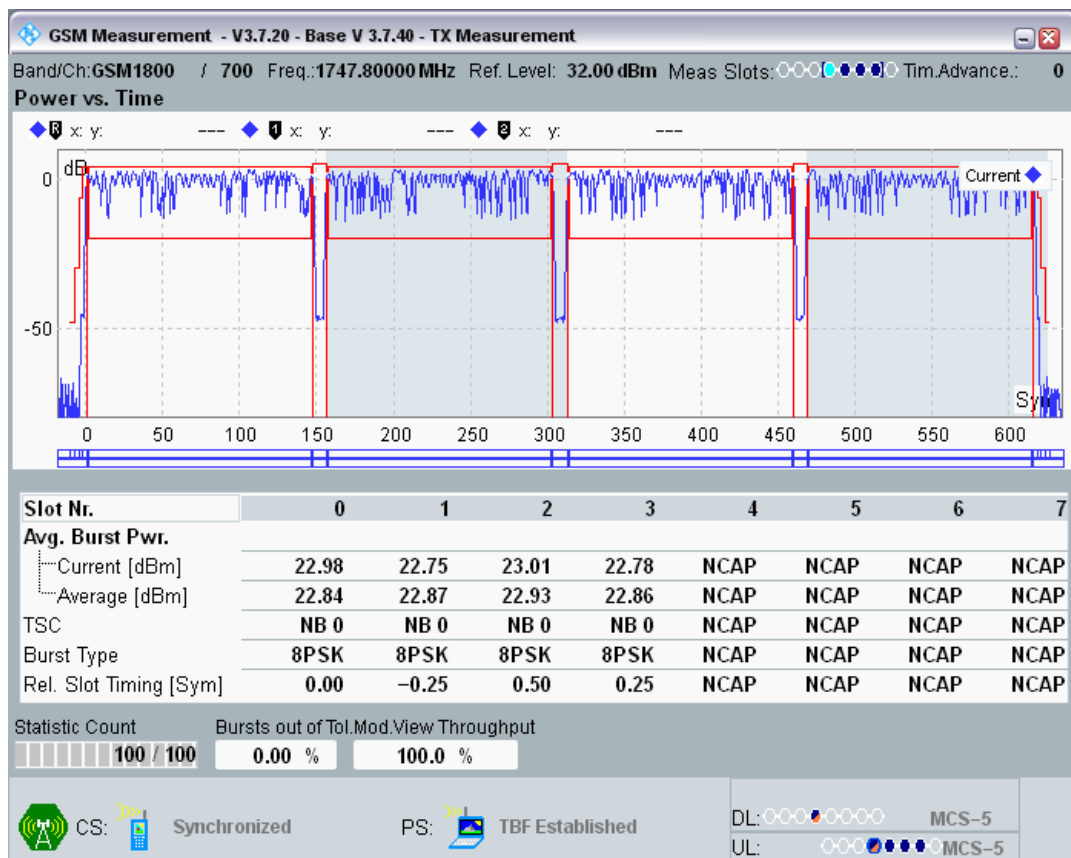 GSM Measurement - V3.7.20 - Base V 3.7.40 - TX Measurement
Band/Ch:GSM1800 / 700 Freq.:1747.80000 MHz Ref. Level: 32.00 dBm Meas Slots: Tim.Advance.: 0
Power vs. Time
R x: y: --- 1 x: y: --- 2 x: y: ---
dB
0
Current
-50
Sym
0 50 100 150 200 250 300 350 400 450 500 550 600
Slot Nr. 0 1 2 3 4 5 6 7
Avg. Burst Pwr.
Current [dBm] 22.98 22.75 23.01 22.78 NCAP NCAP NCAP NCAP
Average [dBm] 22.84 22.87 22.93 22.86 NCAP NCAP NCAP NCAP
TSC NB 0 NB 0 NB 0 NB 0 NCAP NCAP NCAP NCAP
Burst Type 8PSK 8PSK 8PSK 8PSK NCAP NCAP NCAP NCAP
Rel. Slot Timing [Sym] 0.00 −0.25 0.50 0.25 NCAP NCAP NCAP NCAP
Statistic Count Bursts out of Tol.Mod.View Throughput
100 / 100 0.00 % 100.0 %
CS: Synchronized PS: TBF Established
DL: MCS−5
UL: MCS−5